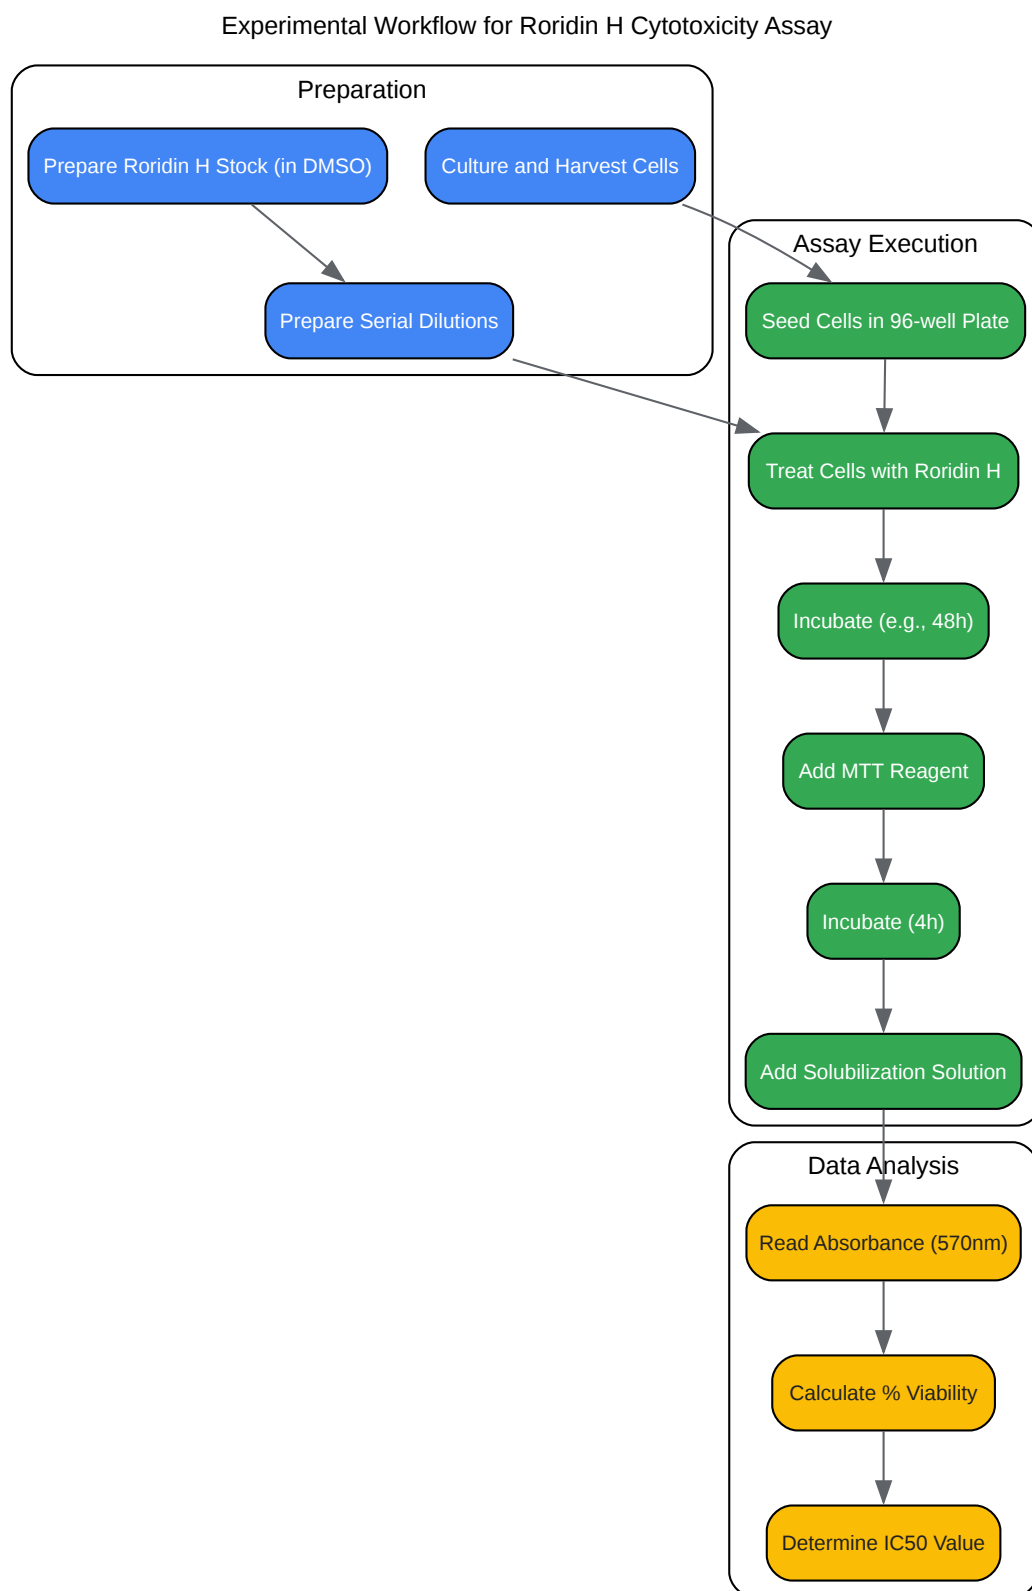 Experimental Workflow for Roridin H Cytotoxicity Assay
Preparation
Prepare Roridin H Stock (in DMSO)
Culture and Harvest Cells
Prepare Serial Dilutions
Assay Execution
Seed Cells in 96-well Plate
Treat Cells with Roridin H
Incubate (e.g., 48h)
Add MTT Reagent
Incubate (4h)
Add Solubilization Solution
Data Analysis
Read Absorbance (570nm)
Calculate % Viability
Determine IC50 Value